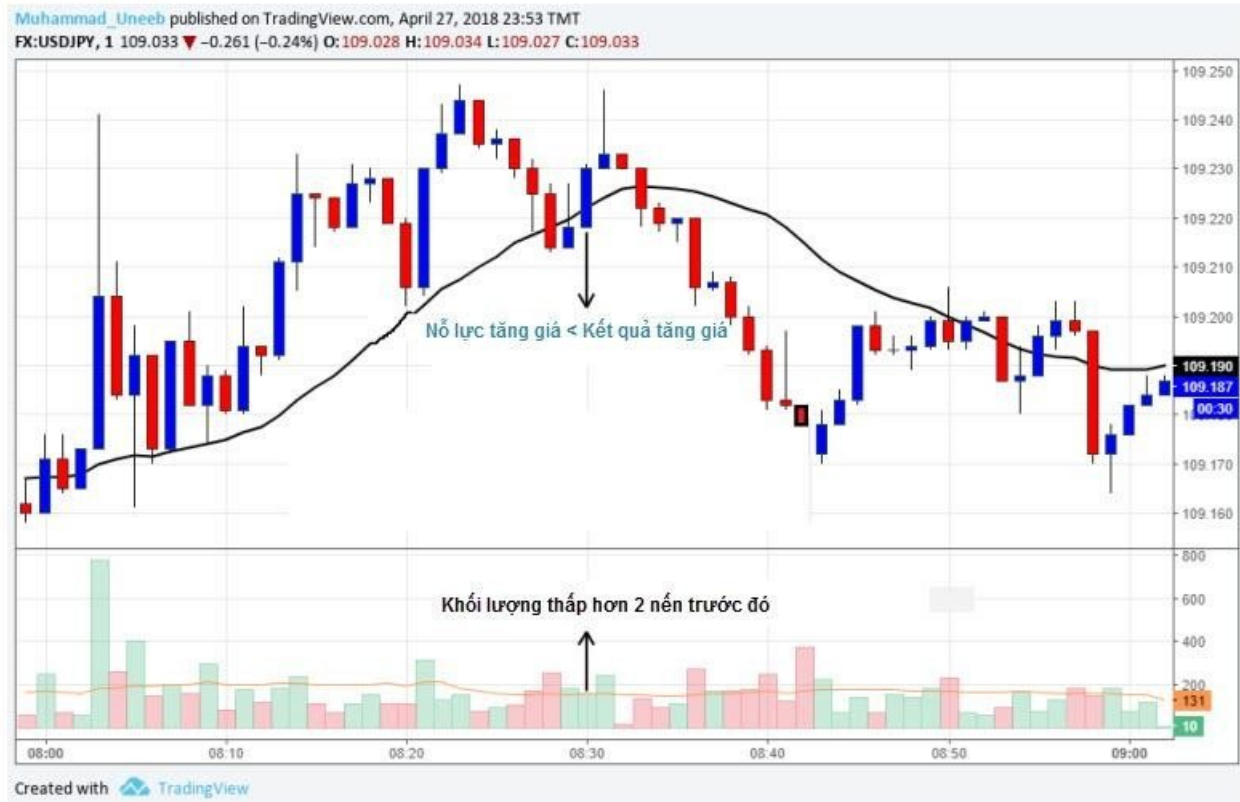 Muhammad_Uneeb published on TradingView.com, April 27, 2018 23:53 TMT
FX:USDJPY, 1 109.033 ▼ −0.261 (−0.24%) O:109.028 H:109.034 L:109.027 C:109.033
109.250
109.240
109.230
109.220
109.210
109.200
Nỗ lực tăng giá < Kết quả tăng giá
109.190
109.187
00:30
109.170
109.160
800
Khối lượng thấp hơn 2 nến trước đó
600
400
200
131
10
08:00 08:10 08:20 08:30 08:40 08:50 09:00
Created with TradingView